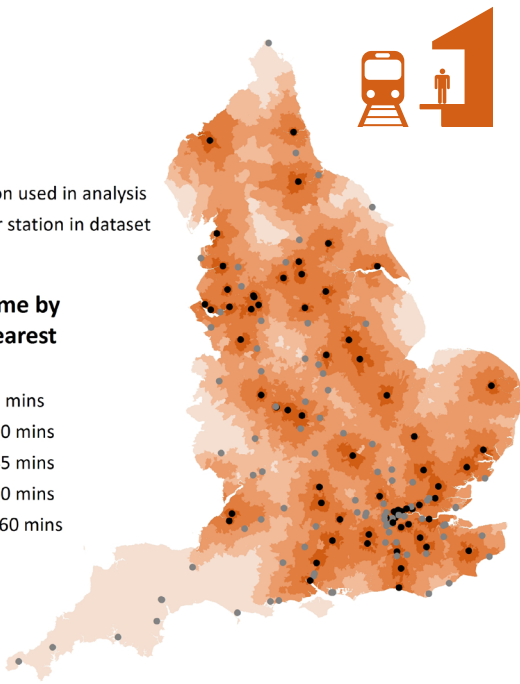 on used in analysis
r station in dataset
me by
earest
mins
0 mins
5 mins
0 mins
60 mins